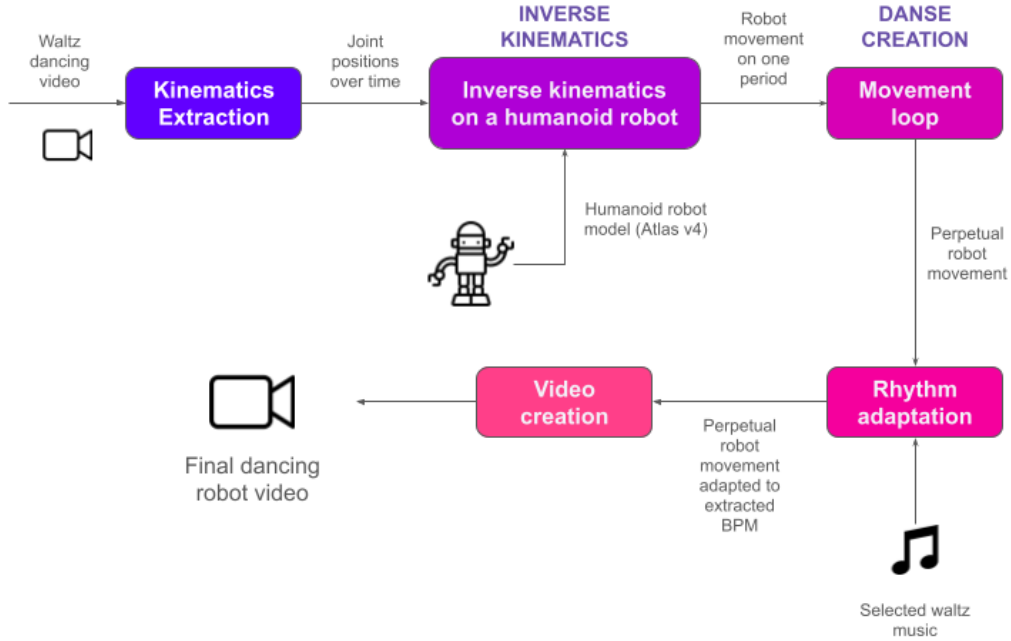 Waltz
dancing
video
Kinematics
Extraction
Joint
positions
over time
INVERSE
KINEMATICS
Inverse kinematics
on a humanoid robot
Robot
movement
on one
period
DANSE
CREATION
Movement
loop
Humanoid robot
model (Atlas v4)
Perpetual
robot
movement
Rhythm
adaptation
Selected waltz
music
Perpetual
robot
movement
adapted to
extracted
BPM
Video
creation
Final dancing
robot video